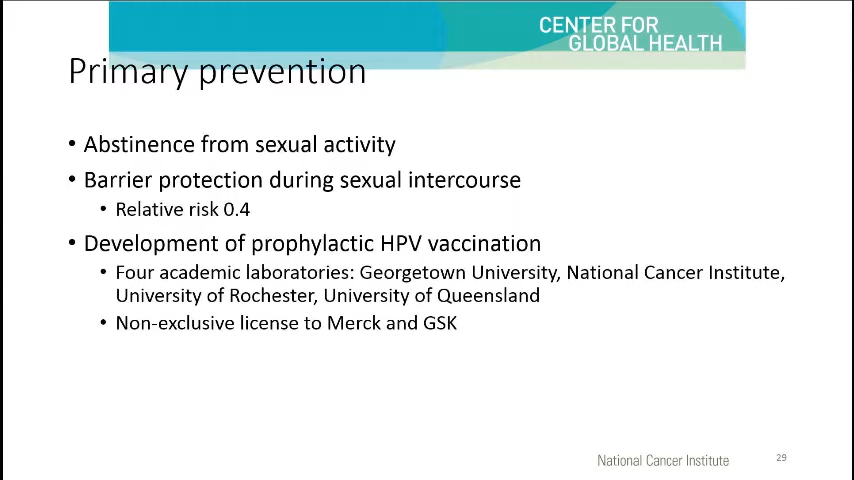 CENTER FOR
GLOBAL HEALTH
Primary prevention
• Abstinence from sexual activity
• Barrier protection during sexual intercourse
• Relative risk 0.4
• Development of prophylactic HPV vaccination
• Four academic laboratories: Georgetown University, National Cancer Institute,
University of Rochester, University of Queensland
• Non-exclusive license to Merck and GSK
National Cancer Institute
29